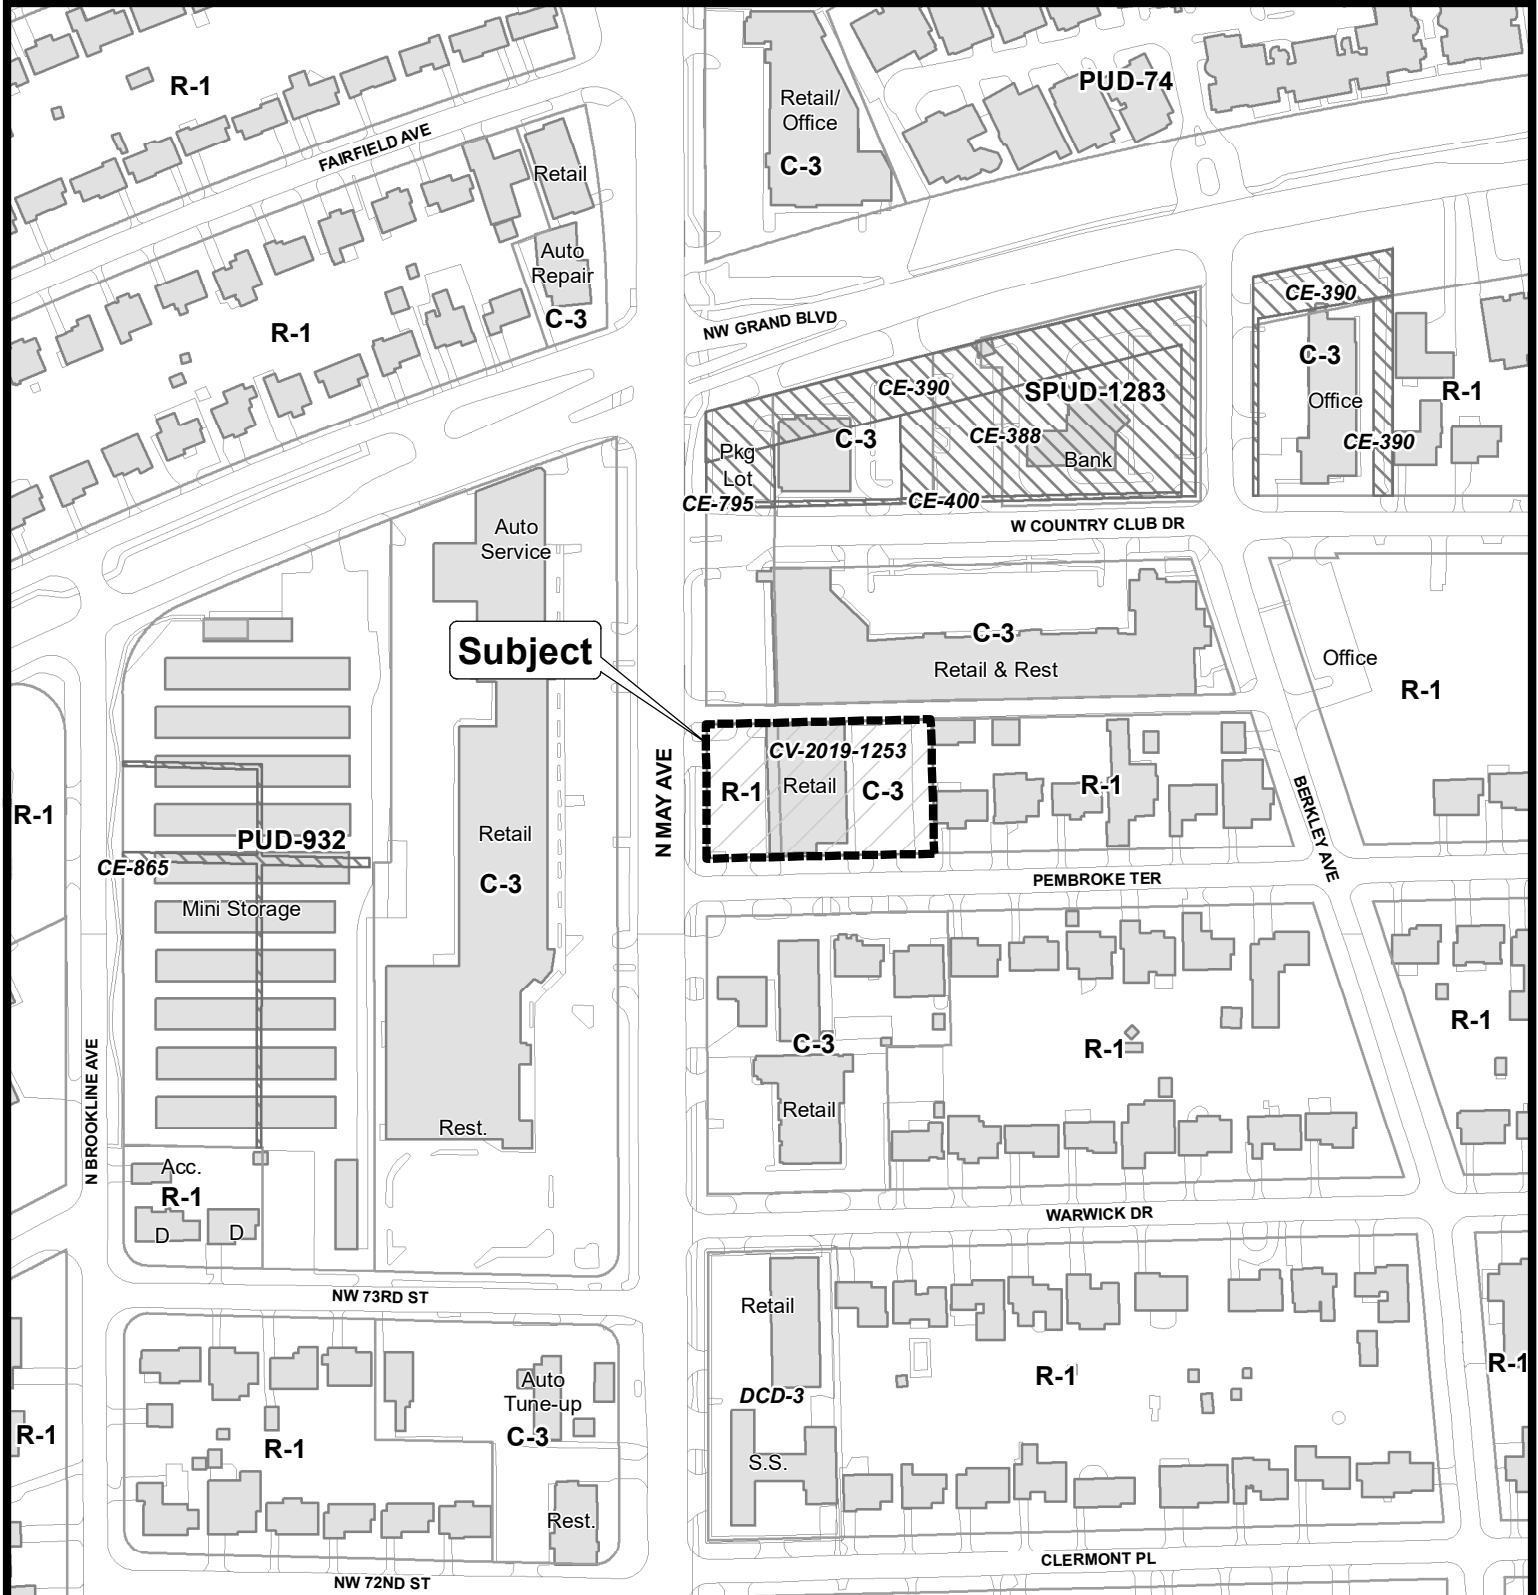 R-1
PUD-74
Retail/
Office
C-3
FAIRFIELD AVE
Retail
Auto
Repair
C-3
R-1
NW GRAND BLVD
CE-390
C-3
Office
R-1
CE-390
CE-390
SPUD-1283
C-3
CE-388
Bank
Pkg
Lot
CE-795
CE-400
W COUNTRY CLUB DR
Auto
Service
Subject
C-3
Retail & Rest
Office
R-1
N MAY AVE
CV-2019-1253
R-1
Retail
C-3
R-1
BERKLEY AVE
R-1
PUD-932
CE-865
Mini Storage
Retail
C-3
PEMBROKE TER
R-1
C-3
R-1
Retail
Rest.
N BROOKLINE AVE
Acc.
R-1
D
D
WARWICK DR
NW 73RD ST
Retail
R-1
R-1
DCD-3
Auto
Tune-up
C-3
R-1
R-1
S.S.
Rest.
CLERMONT PL
NW 72ND ST